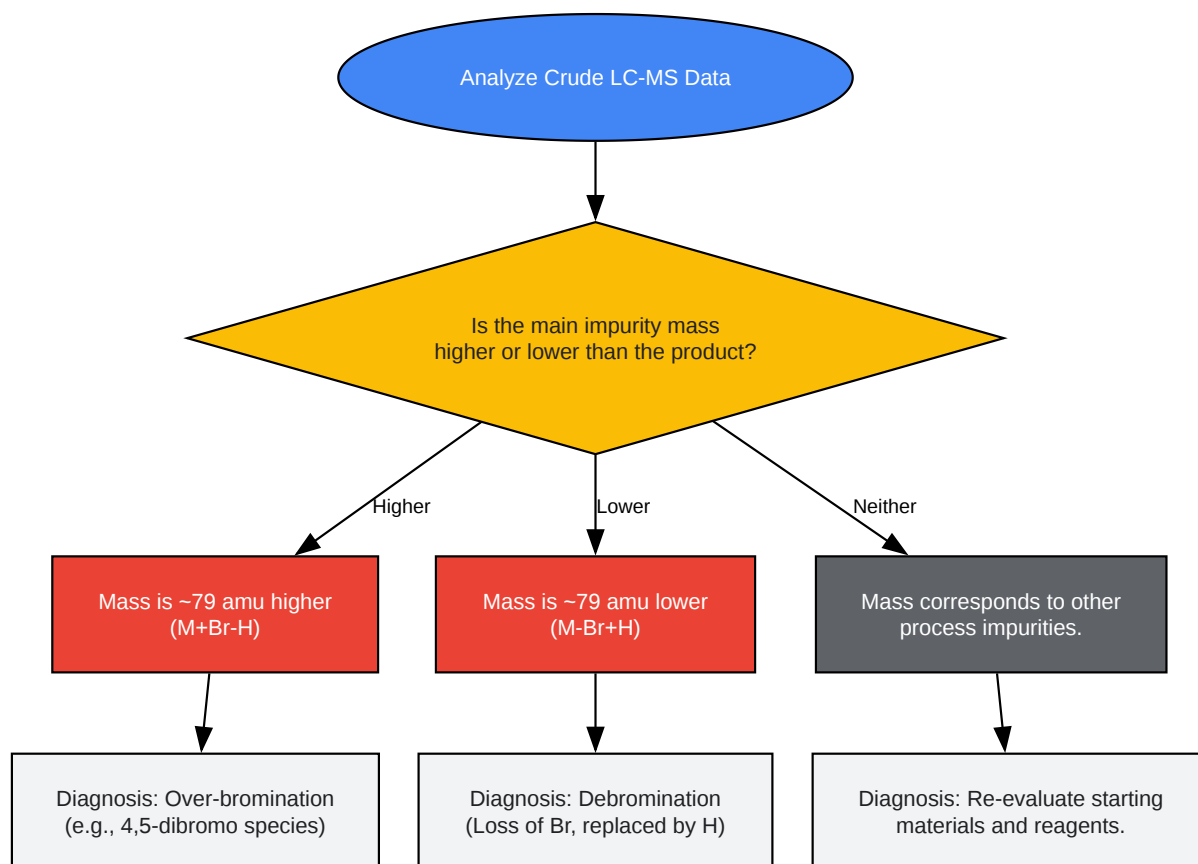 Analyze Crude LC-MS Data
Is the main impurity mass
higher or lower than the product?
Higher
Lower
Neither
Mass is ~79 amu higher
(M+Br-H)
Mass is ~79 amu lower
(M-Br+H)
Mass corresponds to other
process impurities.
Diagnosis: Over-bromination
(e.g., 4,5-dibromo species)
Diagnosis: Debromination
(Loss of Br, replaced by H)
Diagnosis: Re-evaluate starting
materials and reagents.